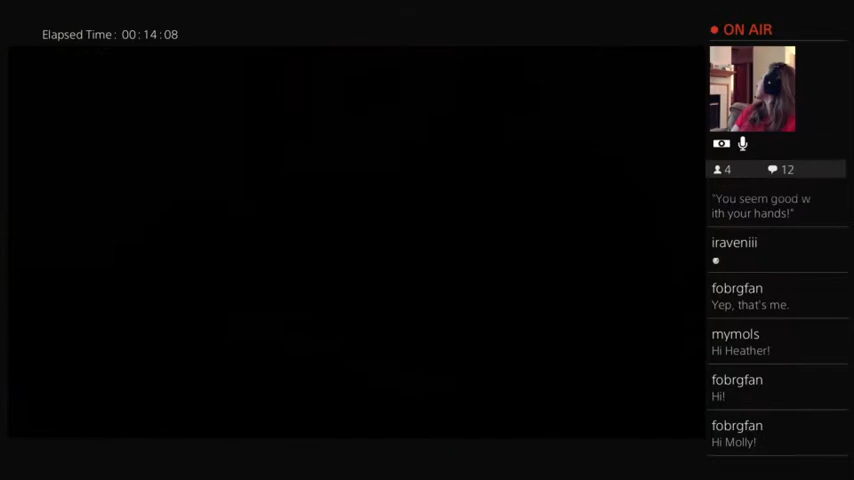 Elapsed Time: 00:14:08
ON AIR
4
12
"You seem good w
ith your hands!"
iraveniii
fobrgfan
Yep, that's me.
mymols
Hi Heather!
fobrgfan
Hi!
fobrgfan
Hi Molly!